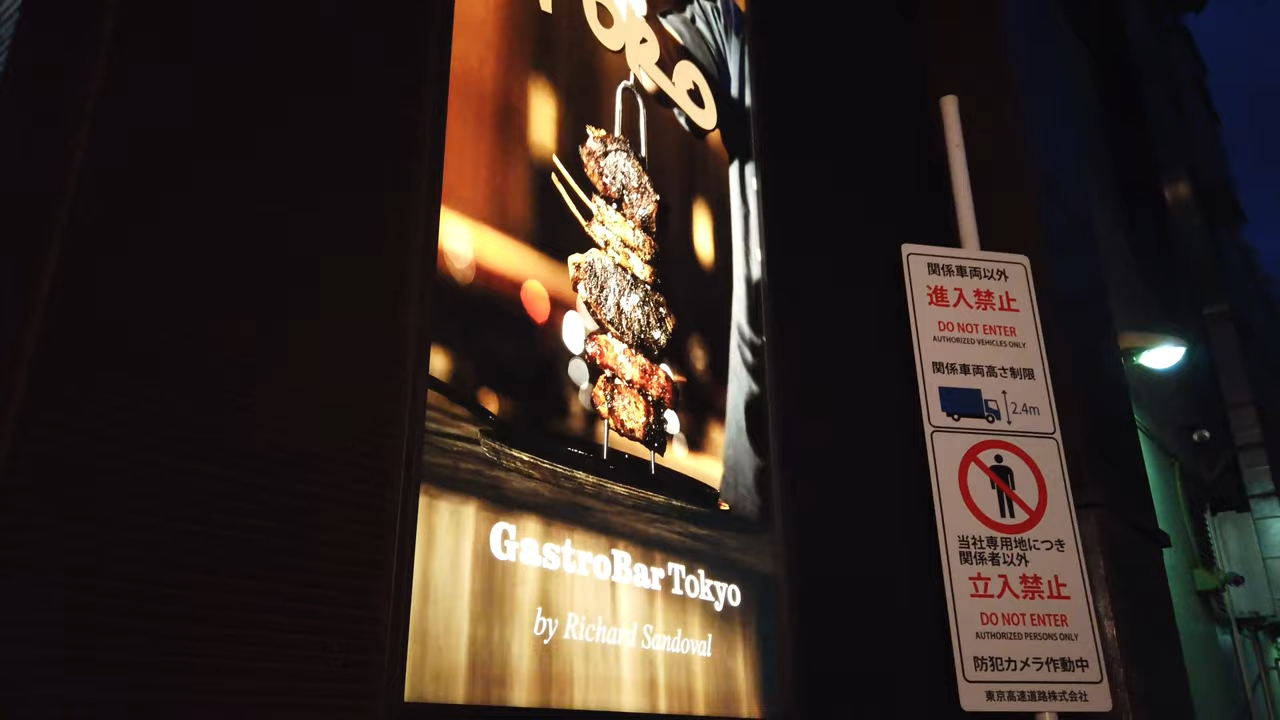 ORO
GastroBar Tokyo
by Richard Sandoval
関係車両以外
進入禁止
DO NOT ENTER
AUTHORIZED VEHICLES ONLY
関係車両高さ制限
2.4m
当社専用地につき
関係者以外
立入禁止
DO NOT ENTER
AUTHORIZED PERSONS ONLY
防犯カメラ作動中
東京高速道路株式会社